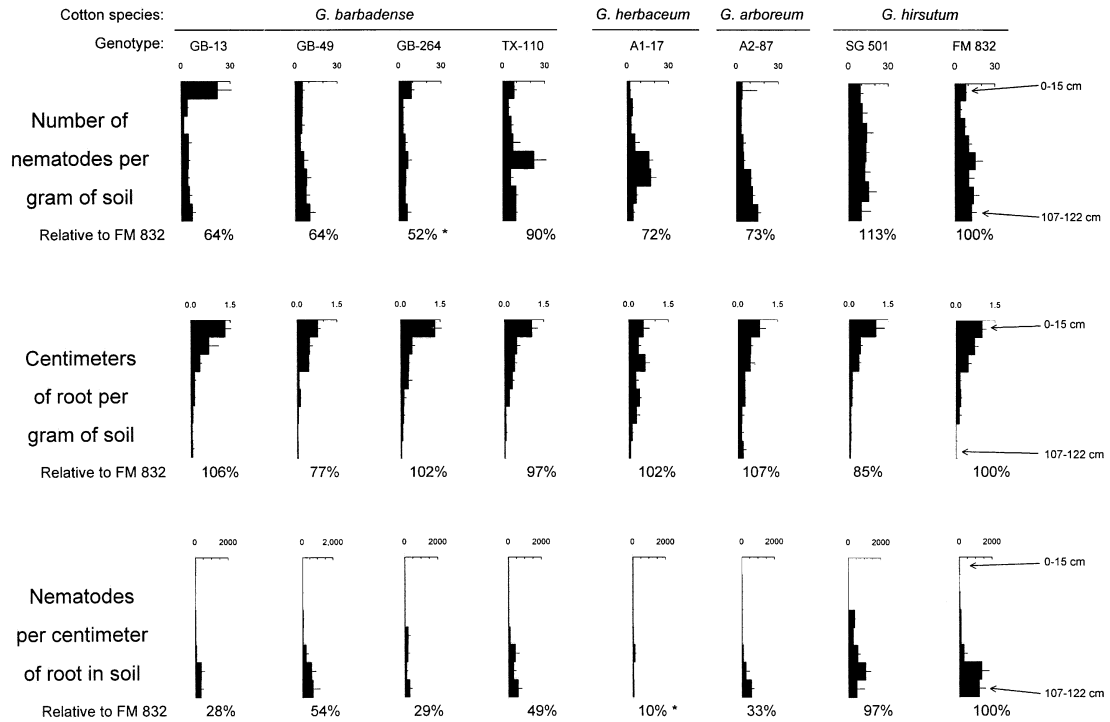 Cotton species: G. barbadense G. herbaceum G. arboreum G. hirsutum
Genotype: GB-13 GB-49 GB-264 TX-110 A1-17 A2-87 SG 501 FM 832
0 30 0 30 0 30 0 30 0 30 0 30 0 30 0 30
0-15 cm
Number of
nematodes per
gram of soil
107-122 cm
Relative to FM 832 64% 64% 52% * 90% 72% 73% 113% 100%
0.0 1.5 0.0 1.5 0.0 1.5 0.0 1.5 0.0 1.5 0.0 1.5 0.0 1.5 0.0 1.5
0-15 cm
Centimeters
of root per
gram of soil
107-122 cm
Relative to FM 832 106% 77% 102% 97% 102% 107% 85% 100%
0 2000 0 2,000 0 2000 0 2000 0 2000 0 2000 0 2000 0 2000
0-15 cm
Nematodes
per centimeter
of root in soil
107-122 cm
Relative to FM 832 28% 54% 29% 49% 10% * 33% 97% 100%